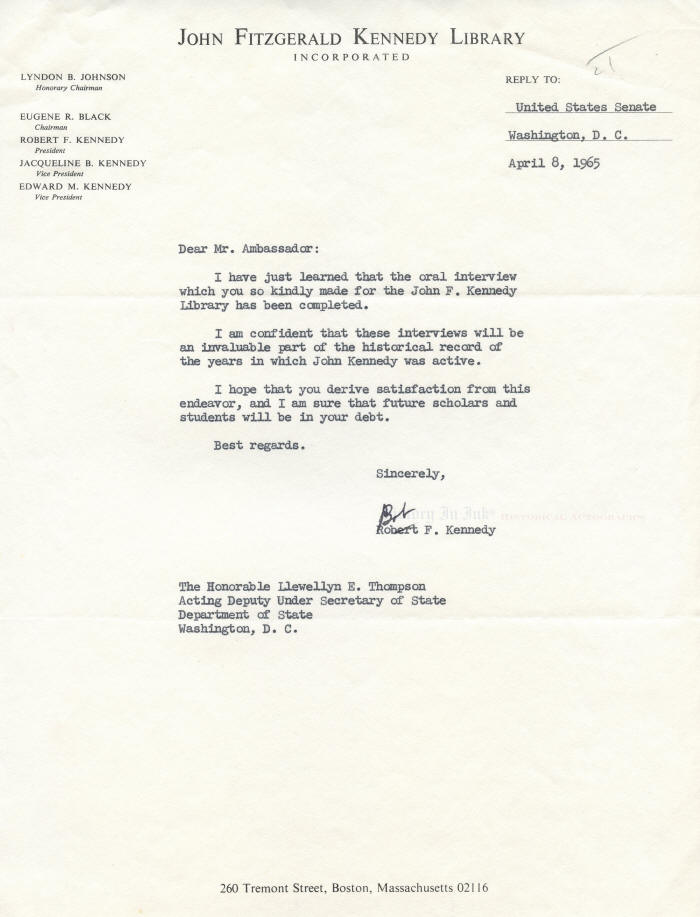 JOHN FITZGERALD KENNEDY LIBRARY
INCORPORATED
LYNDON B. JOHNSON
Honorary Chairman
EUGENE R. BLACK
Chairman
ROBERT F. KENNEDY
President
JACQUELINE B. KENNEDY
Vice President
EDWARD M. KENNEDY
Vice President
REPLY TO:
United States Senate
Washington, D. C.
April 8, 1965
Dear Mr. Ambassador:
I have just learned that the oral interview
which you so kindly made for the John F. Kennedy
Library has been completed.
I am confident that these interviews will be
an invaluable part of the historical record of
the years in which John Kennedy was active.
I hope that you derive satisfaction from this
endeavor, and I am sure that future scholars and
students will be in your debt.
Best regards.
Sincerely,
In Ink HISTORICAL AUTOGRAPHS
Robert F. Kennedy
The Honorable Llewellyn E. Thompson
Acting Deputy Under Secretary of State
Department of State
Washington, D. C.
260 Tremont Street, Boston, Massachusetts 02116